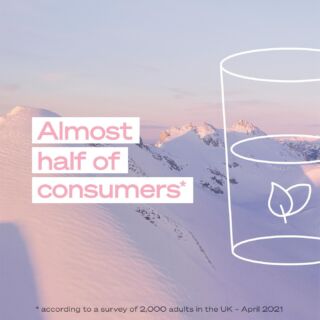 Almost
half of
consumers*
* according to a survey of 2,000 adults in the UK – April 2021